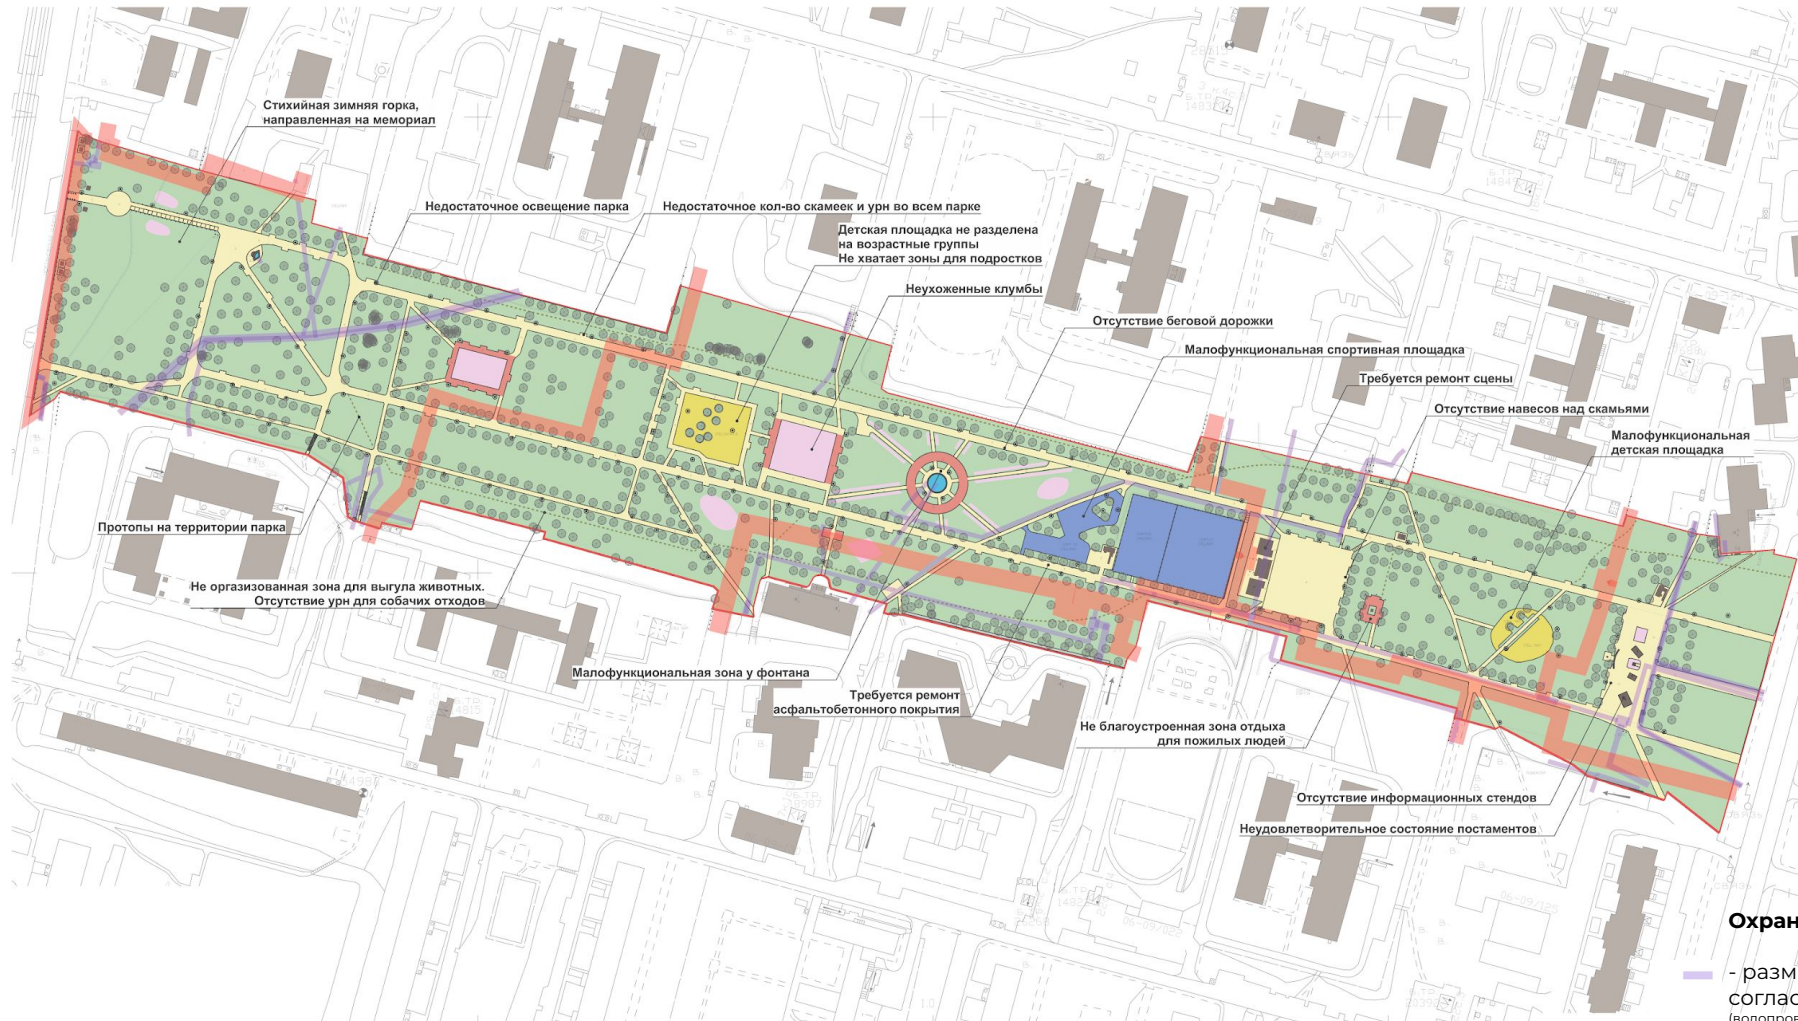 Стихийная зимняя горка,
направленная на мемориал
Недостаточное освещение парка
Недостаточное кол-во скамеек и урн во всем парке
Детская площадка не разделена
на возрастные группы
Не хватает зоны для подростков
Неухоженные клумбы
Отсутствие беговой дорожки
Малофункциональная спортивная площадка
Требуется ремонт сцены
Отсутствие навесов над скамьями
Малофункциональная
детская площадка
Протопы на территории парка
Не оргазизованная зона для выгула животных.
Отсутствие урн для собачих отходов
Малофункциональная зона у фонтана
Требуется ремонт
асфальтобетонного покрытия
Не благоустроенная зона отдыха
для пожилых людей
Отсутствие информационных стендов
Неудовлетворительное состояние постаментов
Охран
- разм
соглас
(водопров